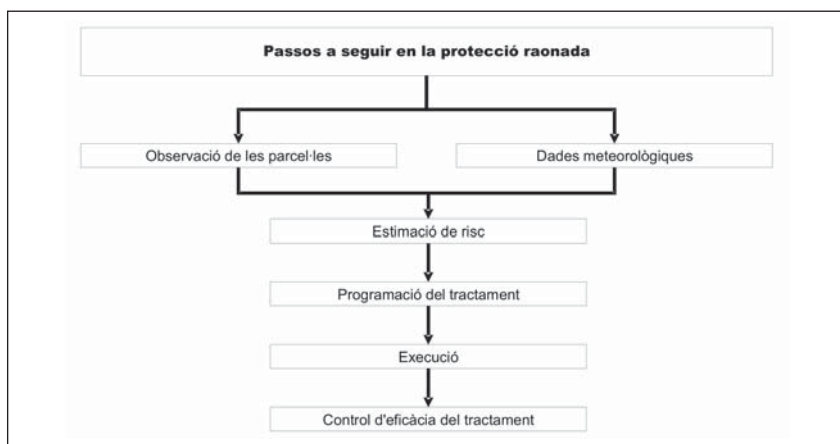 Passos a seguir en la protecció raonada
Observació de les parcel·les
Dades meteorològiques
Estimació de risc
Programació del tractament
Execució
Control d'eficàcia del tractament